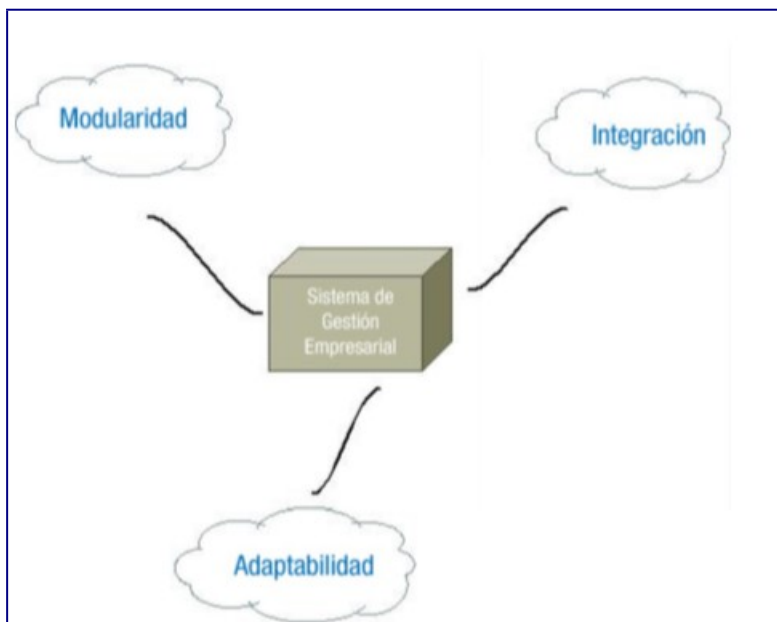 Modularidad
Integración
Sistema de
Gestión
Empresarial
Adaptabilidad